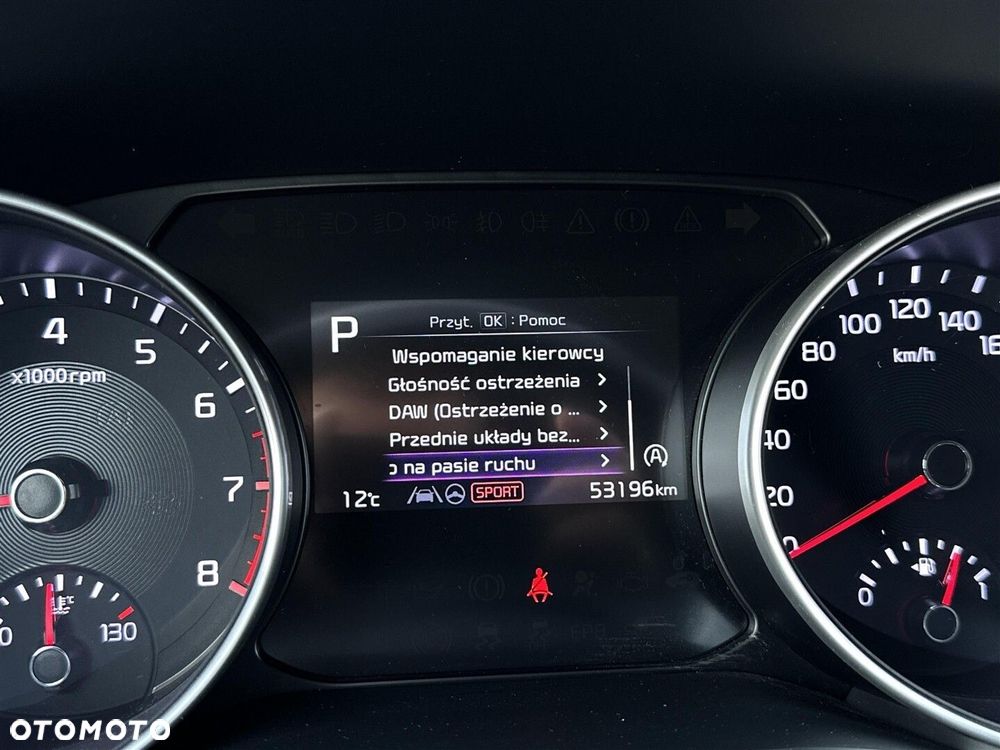 P
Przyt. OK : Pomoc
Wspomaganie kierowcy
Głośność ostrzeżenia
DAW (Ostrzeżenie o ...
Przednie układy bez...
na pasie ruchu
12°C
SPORT
53196km
A
4
5
6
7
8
x1000rpm
130
°C
20
40
60
80
100
120
140
km/h
0
1
OTOMOTO